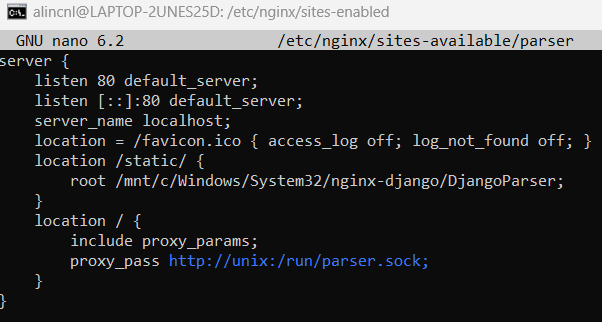 alincnl@LAPTOP-2UNES25D: /etc/nginx/sites-enabled
GNU nano 6.2 /etc/nginx/sites-available/parser
server {
    listen 80 default_server;
    listen [::]:80 default_server;
    server_name localhost;
    location = /favicon.ico { access_log off; log_not_found off; }
    location /static/ {
        root /mnt/c/Windows/System32/nginx-django/DjangoParser;
    }
    location / {
        include proxy_params;
        proxy_pass http://unix:/run/parser.sock;
    }
}